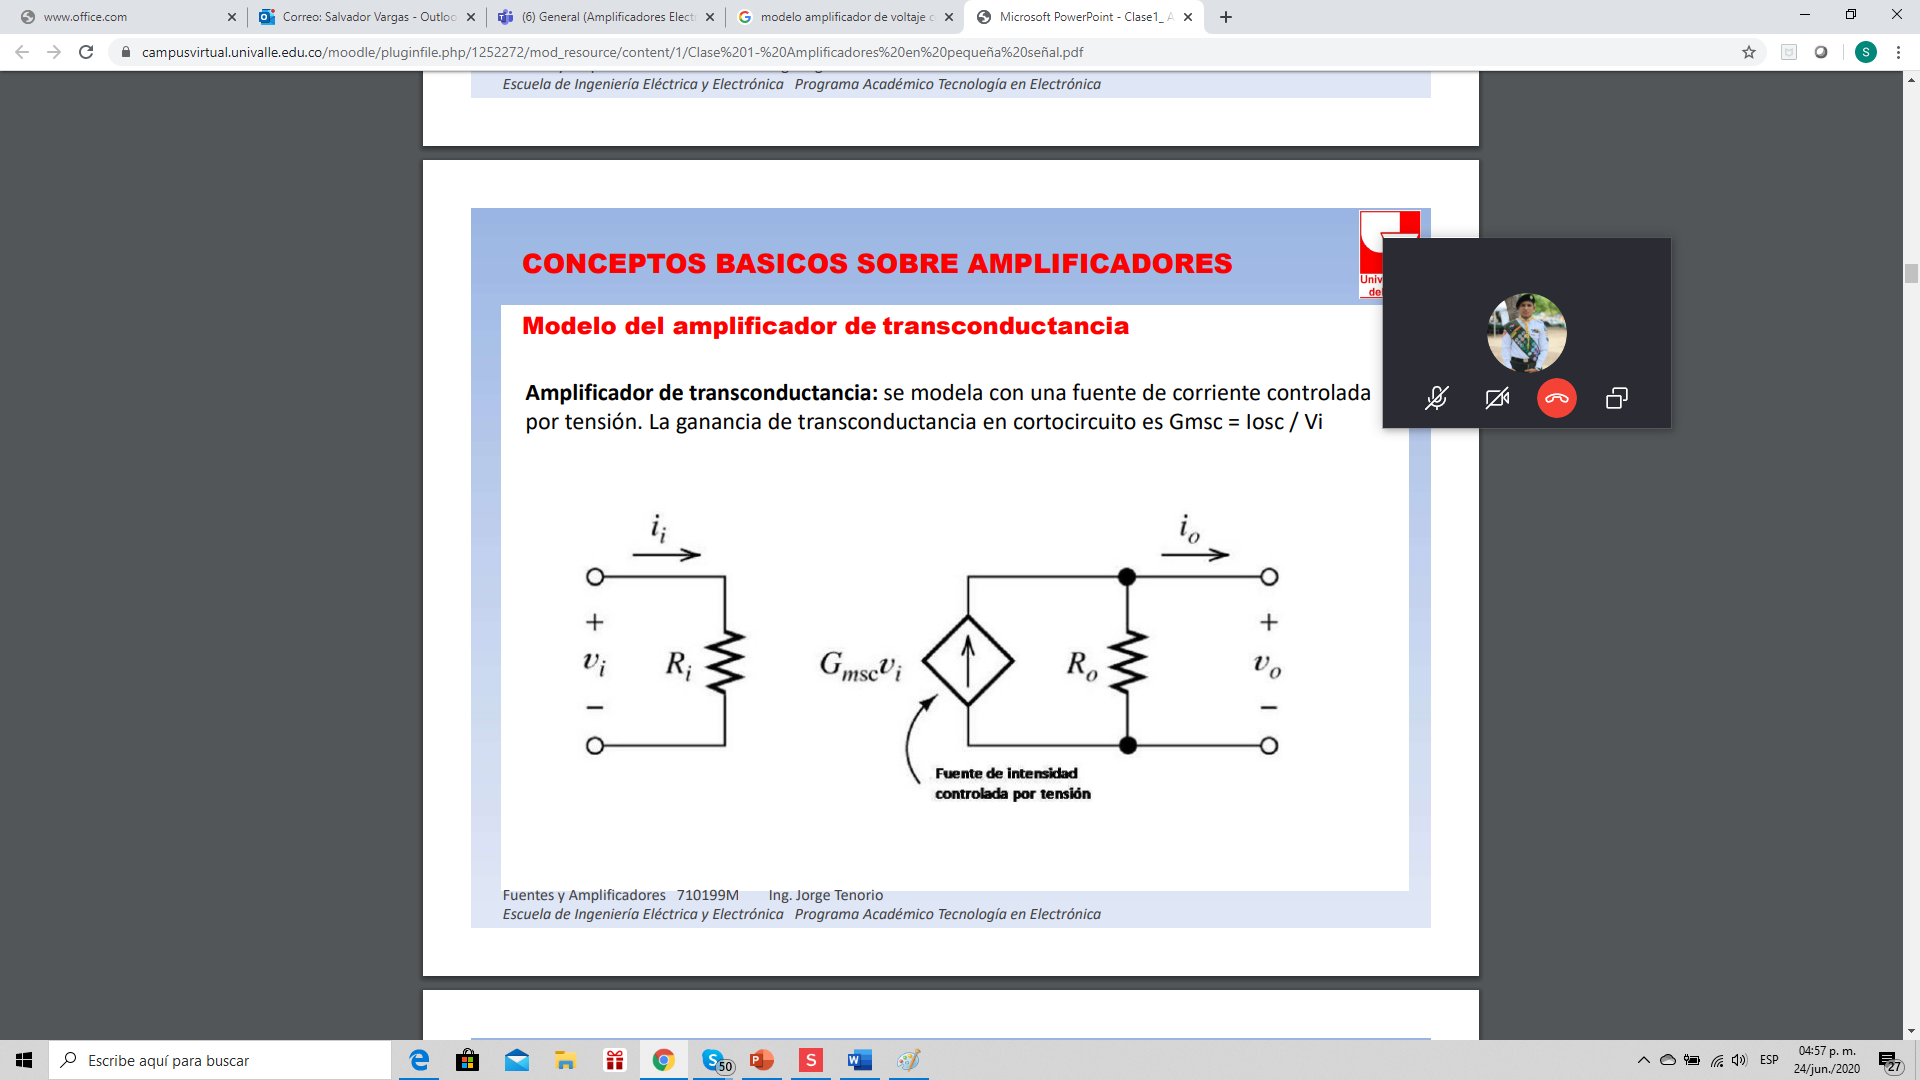 www.office.com
Correo: Salvador Vargas - Outloo
(6) General (Amplificadores Elect
modelo amplificador de voltaje
Microsoft PowerPoint - Clase1_ A
campusvirtual.univalle.edu.co/moodle/pluginfile.php/1252272/mod_resource/content/1/Clase%201-%20Amplificadores%20en%20pequeña%20señal.pdf
S
Escuela de Ingeniería Eléctrica y Electrónica Programa Académico Tecnología en Electrónica
CONCEPTOS BASICOS SOBRE AMPLIFICADORES
Univ
del
Modelo del amplificador de transconductancia
Amplificador de transconductancia: se modela con una fuente de corriente controlada
por tensión. La ganancia de transconductancia en cortocircuito es Gmsc = Iosc / Vi
i_i
i_o
+
+
v_i
R_i
G_msc v_i
R_o
v_o
−
−
Fuente de intensidad
controlada por tensión
Fuentes y Amplificadores 710199M Ing. Jorge Tenorio
Escuela de Ingeniería Eléctrica y Electrónica Programa Académico Tecnología en Electrónica
Escribe aquí para buscar
50
ESP
04:57 p. m.
24/jun./2020
27